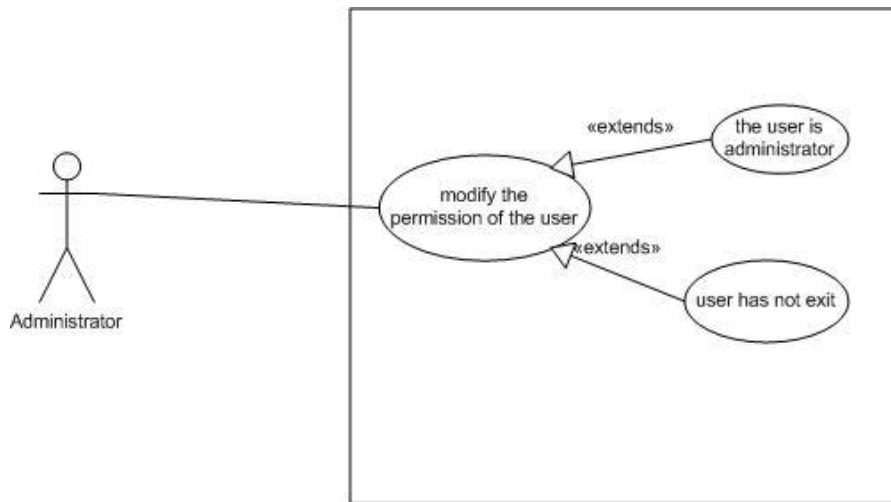 «extends»
the user is
administrator
modify the
permission of the user
«extends»
user has not exit
Administrator